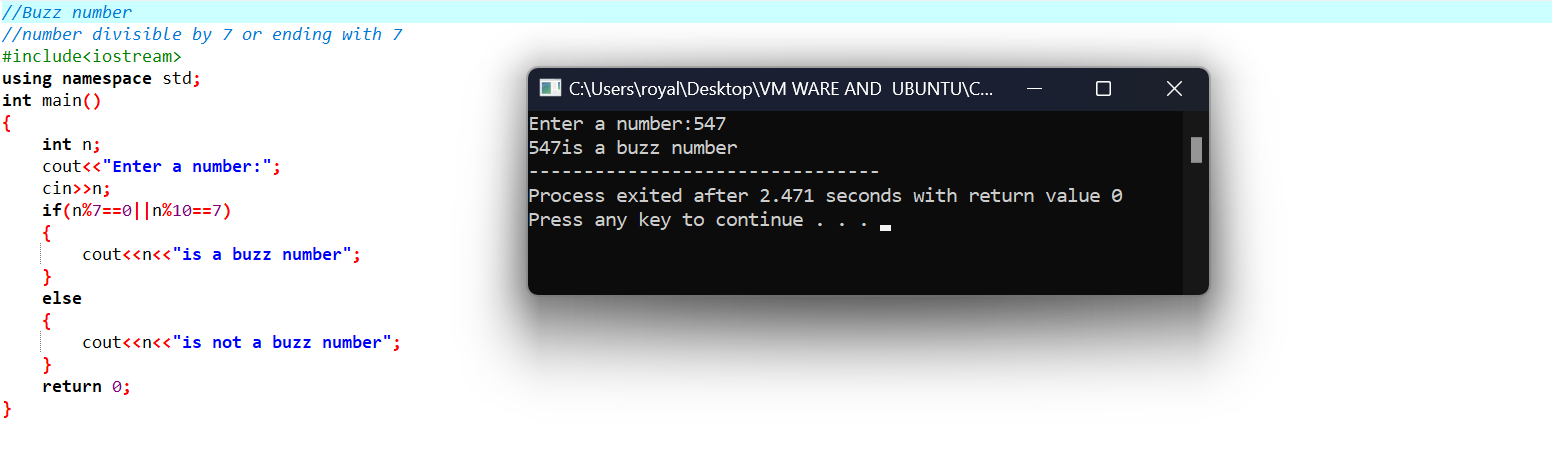 //Buzz number
//number divisible by 7 or ending with 7
#include<iostream>
using namespace std;
int main()
{
int n;
cout<<"Enter a number:";
cin>>n;
if(n%7==0||n%10==7)
{
cout<<n<<"is a buzz number";
}
else
{
cout<<n<<"is not a buzz number";
}
return 0;
}
C:\Users\royal\Desktop\VM WARE AND  UBUNTU\C...
Enter a number:547
547is a buzz number
--------------------------------
Process exited after 2.471 seconds with return value 0
Press any key to continue . . .